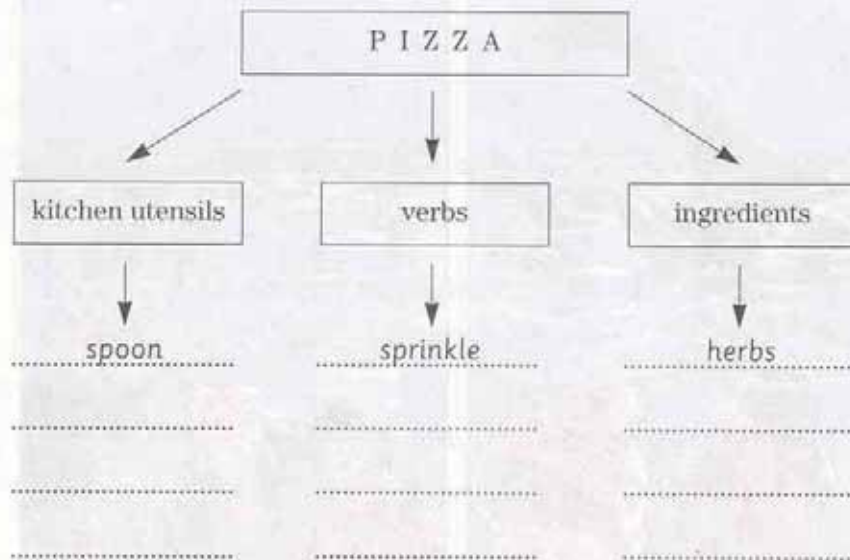 P I Z Z A
kitchen utensils verbs ingredients
spoon sprinkle herbs